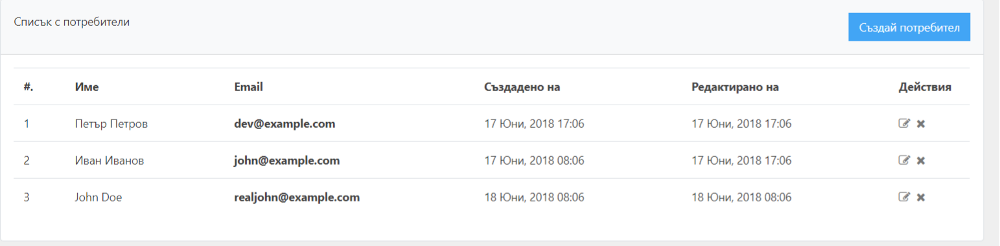 Списък с потребители
Създай потребител
#. Име Email Създадено на Редактирано на Действия
1 Петър Петров dev@example.com 17 Юни, 2018 17:06 17 Юни, 2018 17:06
2 Иван Иванов john@example.com 17 Юни, 2018 08:06 17 Юни, 2018 17:06
3 John Doe realjohn@example.com 18 Юни, 2018 08:06 18 Юни, 2018 08:06